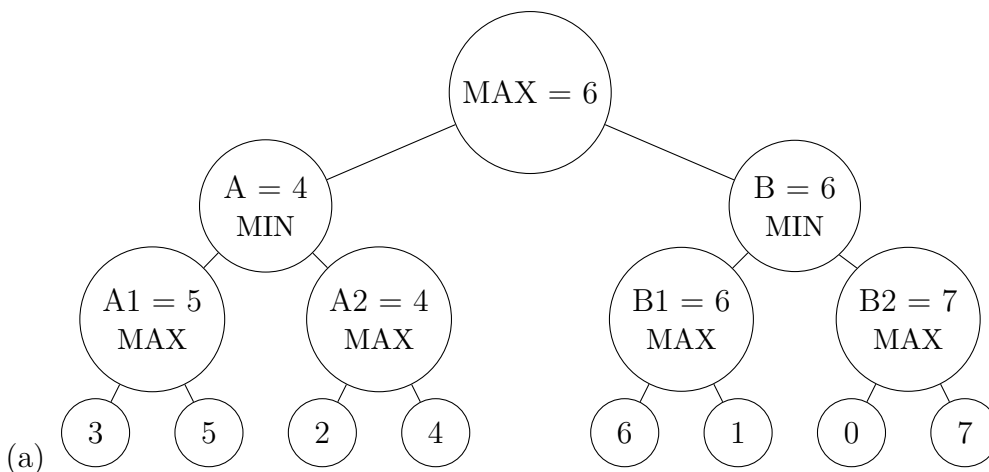 MAX = 6
A = 4
MIN
B = 6
MIN
A1 = 5
MAX
A2 = 4
MAX
B1 = 6
MAX
B2 = 7
MAX
3
5
2
4
6
1
0
7
(a)